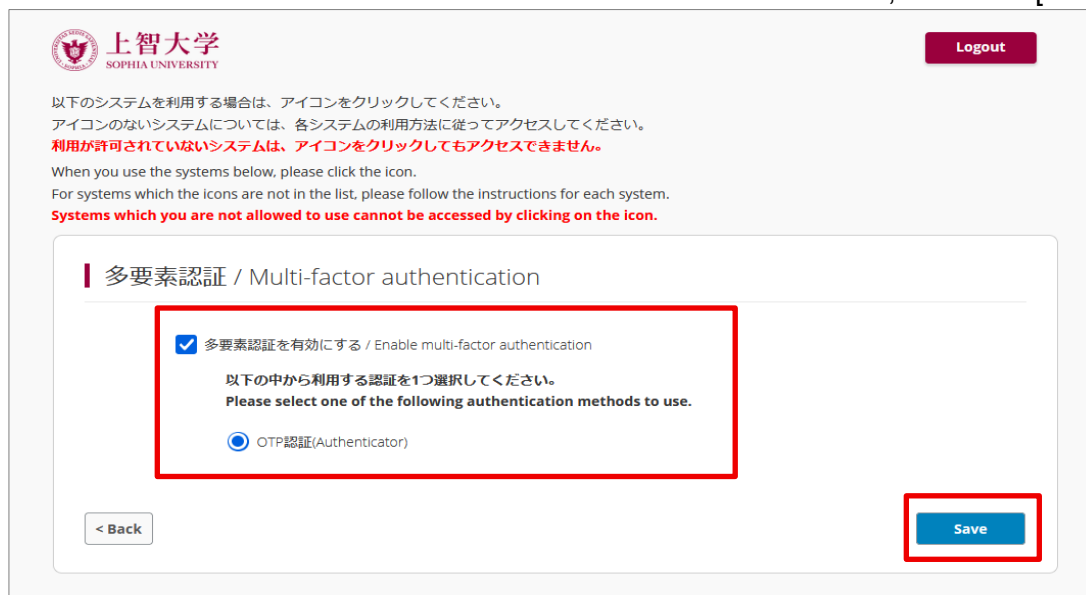 上智大学
SOPHIA UNIVERSITY
Logout
以下のシステムを利用する場合は、アイコンをクリックしてください。
アイコンのないシステムについては、各システムの利用方法に従ってアクセスしてください。
利用が許可されていないシステムは、アイコンをクリックしてもアクセスできません。
When you use the systems below, please click the icon.
For systems which the icons are not in the list, please follow the instructions for each system.
Systems which you are not allowed to use cannot be accessed by clicking on the icon.
多要素認証 / Multi-factor authentication
多要素認証を有効にする / Enable multi-factor authentication
以下の中から利用する認証を1つ選択してください。
Please select one of the following authentication methods to use.
OTP認証(Authenticator)
< Back
Save